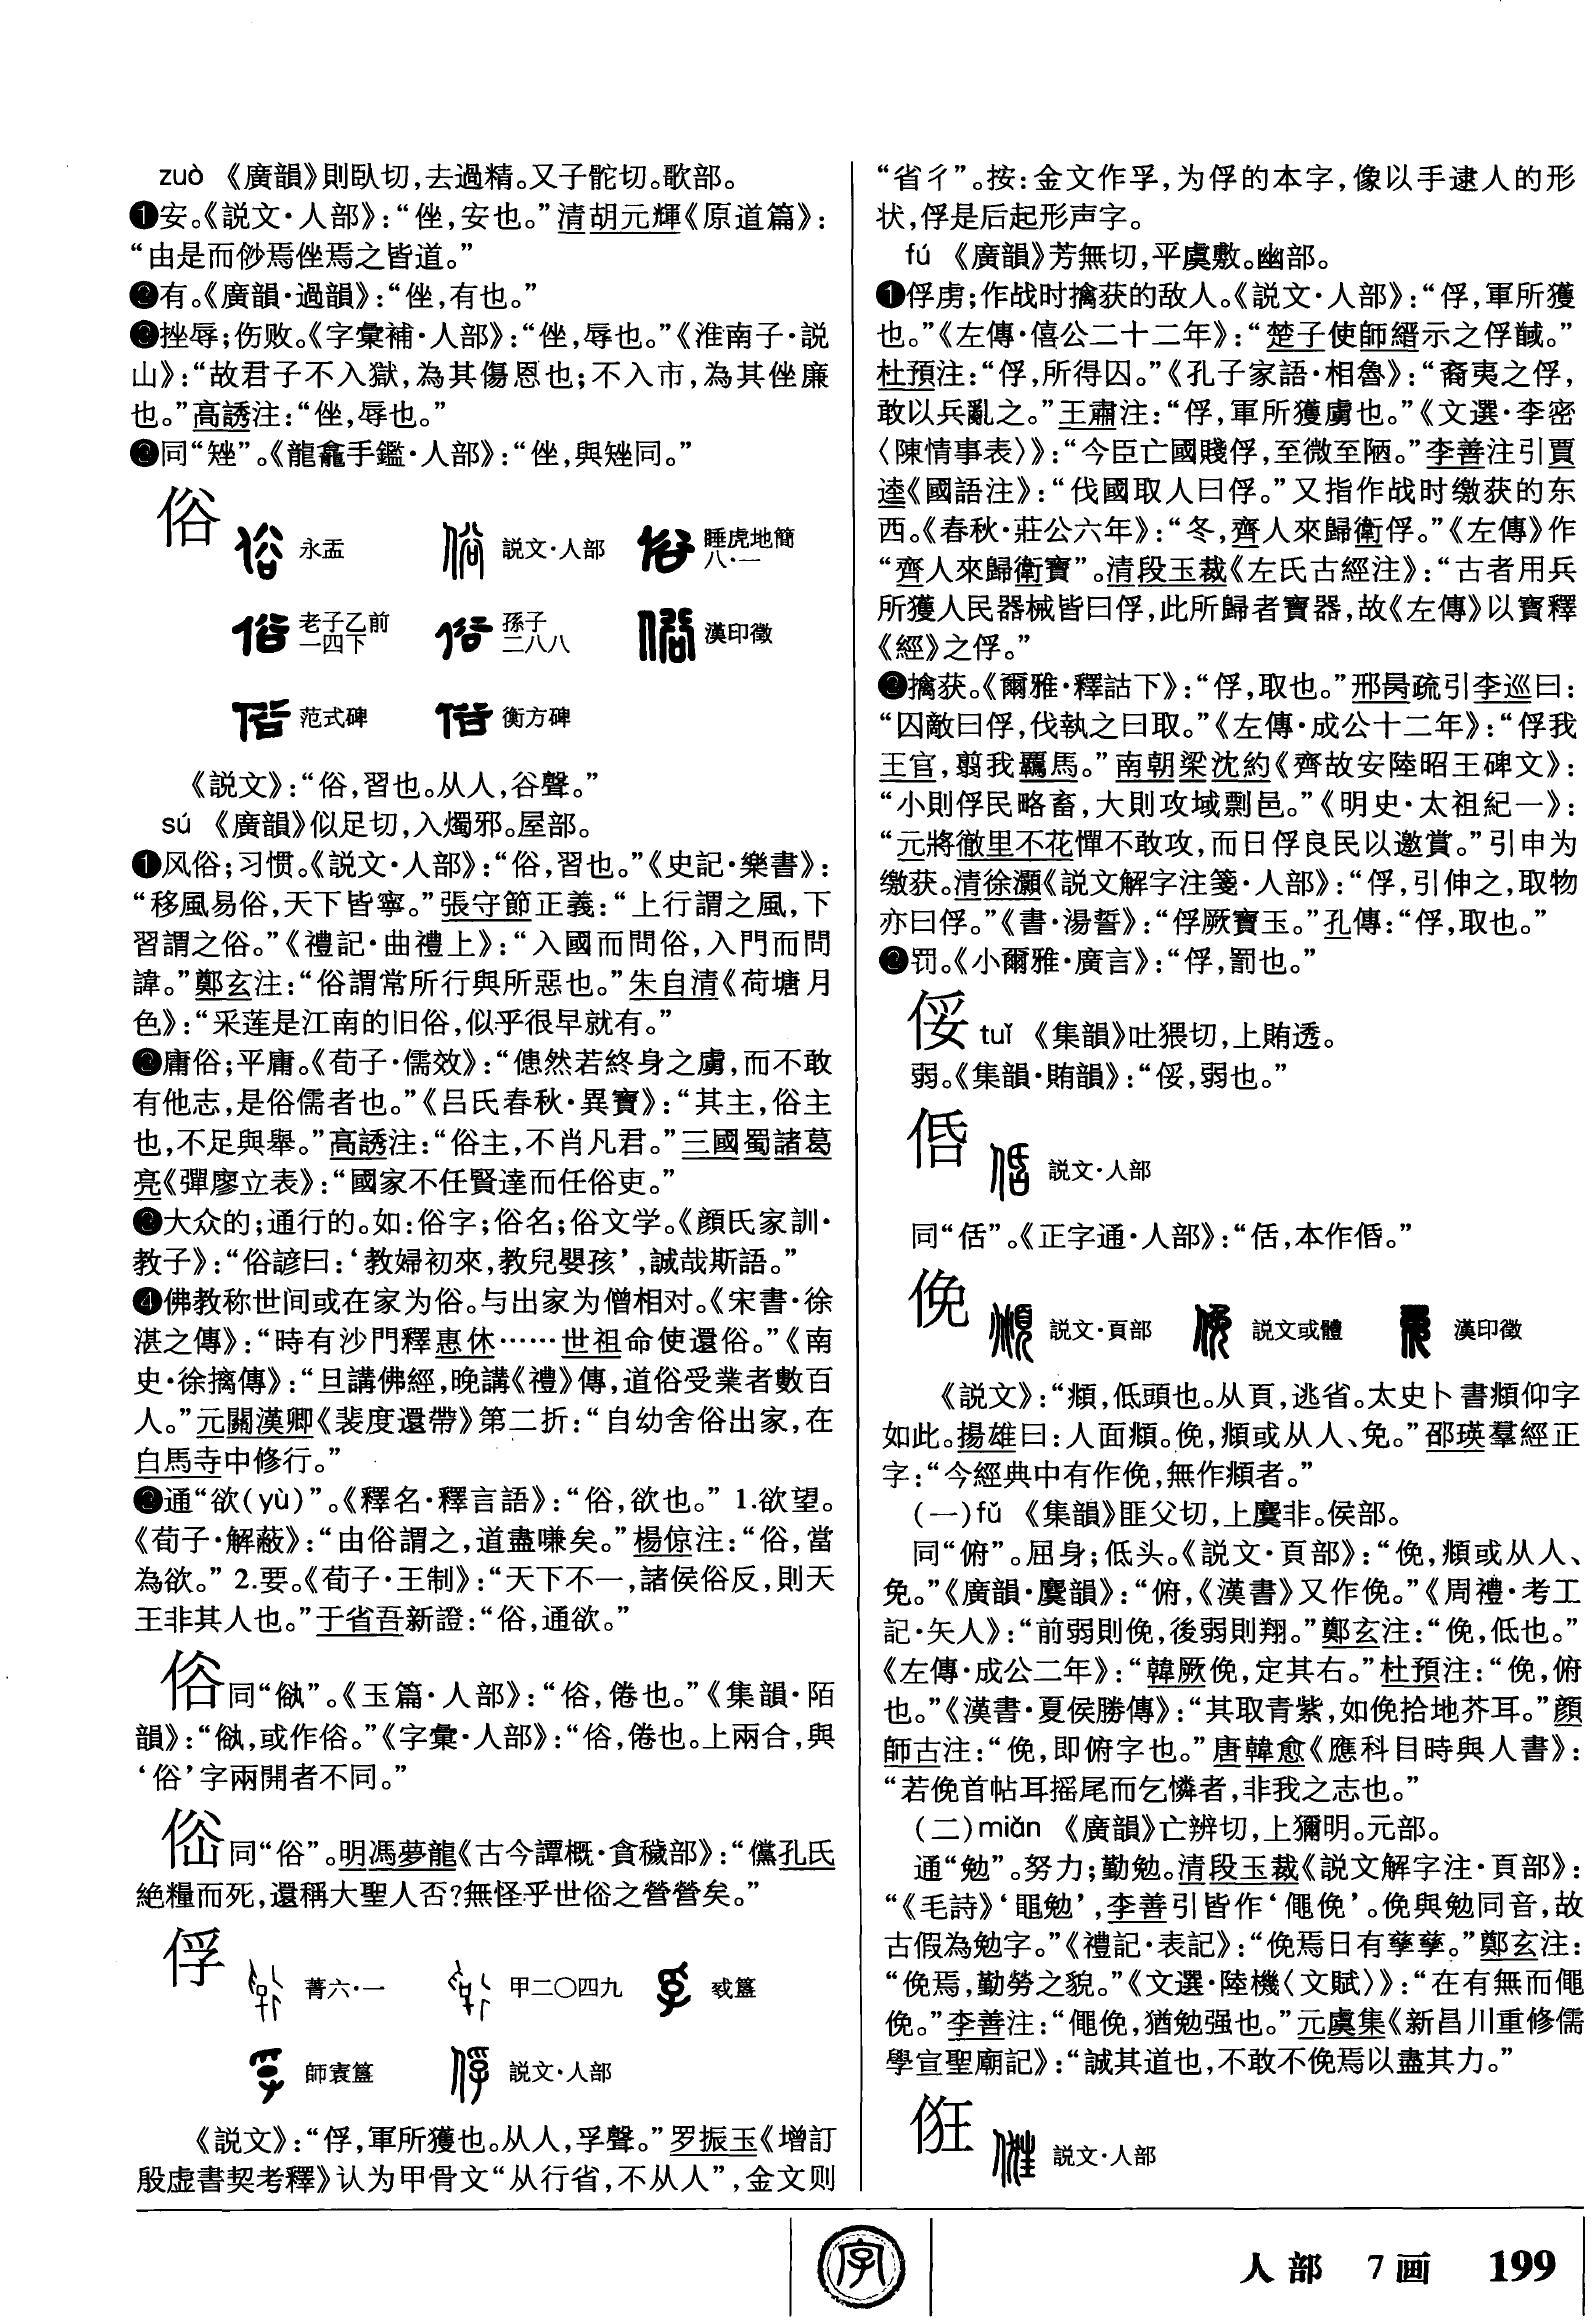 zuò 《廣韻》則臥切,去過精。又子䑨切。歌部。
❶安。《説文·人部》:“侳,安也。”清胡元輝《原道篇》:
“由是而㑣焉侳焉之皆道。”
❷有。《廣韻·過韻》:“侳,有也。”
❸挫辱;伤败。《字彙補·人部》:“侳,辱也。”《淮南子·説
山》:“故君子不入獄,為其傷恩也;不入市,為其侳廉
也。”高誘注:“侳,辱也。”
同“矬”。《龍龕手鑑·人部》:“侳,與矬同。”
俗
永盂 説文·人部 睡虎地簡
八·一
老子乙前
一四下 孫子
二八八 漢印徵
范式碑 衡方碑
《説文》:“俗,習也。从人,谷聲。”
sú 《廣韻》似足切,入燭邪。屋部。
❶风俗;习惯。《説文·人部》:“俗,習也。”《史記·樂書》:
“移風易俗,天下皆寧。”張守節正義:“上行謂之風,下
習謂之俗。”《禮記·曲禮上》:“入國而問俗,入門而問
諱。”鄭玄注:“俗謂常所行與所惡也。”朱自清《荷塘月
色》:“采莲是江南的旧俗,似乎很早就有。”
❷庸俗;平庸。《荀子·儒效》:“億然若終身之虜,而不敢
有他志,是俗儒者也。”《吕氏春秋·異寶》:“其主,俗主
也,不足與舉。”高誘注:“俗主,不肖凡君。”三國蜀諸葛
亮《彈廖立表》:“國家不任賢達而任俗吏。”
❸大众的;通行的。如:俗字;俗名;俗文学。《顔氏家訓·
教子》:“俗諺曰:‘教婦初來,教兒嬰孩’,誠哉斯語。”
❹佛教称世间或在家为俗。与出家为僧相对。《宋書·徐
湛之傳》:“時有沙門釋惠休……世祖命使還俗。”《南
史·徐摛傳》:“旦講佛經,晚講《禮》傳,道俗受業者數百
人。”元關漢卿《裴度還帶》第二折:“自幼舍俗出家,在
白馬寺中修行。”
通“欲(yù)”。《釋名·釋言語》:“俗,欲也。” 1.欲望。
《荀子·解蔽》:“由俗謂之,道盡嗛矣。”楊倞注:“俗,當
為欲。” 2.要。《荀子·王制》:“天下不一,諸侯俗反,則天
王非其人也。”于省吾新證:“俗,通欲。”
同“㕁”。《玉篇·人部》:“俗,倦也。”《集韻·陌
韻》:“㕁,或作俗。”《字彙·人部》:“俗,倦也。上兩合,與
‘俗’字兩開者不同。”
同“俗”。明馮夢龍《古今譚概·貪穢部》:“儻孔氏
絶糧而死,還稱大聖人否?無怪乎世俗之營營矣。”
俘
菁六·一 甲二〇四九 㦰簋
師㝨簋 説文·人部
《説文》:“俘,軍所獲也。从人,孚聲。”罗振玉《增訂
殷虚書契考釋》认为甲骨文“从行省,不从人”,金文则
“省彳”。按:金文作孚,为俘的本字,像以手逮人的形
状,俘是后起形声字。
fú 《廣韻》芳無切,平虞敷。幽部。
❶俘虏;作战时擒获的敌人。《説文·人部》:“俘,軍所獲
也。”《左傳·僖公二十二年》:“楚子使師縉示之俘馘。”
杜預注:“俘,所得囚。”《孔子家語·相魯》:“裔夷之俘,
敢以兵亂之。”王肅注:“俘,軍所獲虜也。”《文選·李密
〈陳情事表〉》:“今臣亡國賤俘,至微至陋。”李善注引賈
逵《國語注》:“伐國取人曰俘。”又指作战时缴获的东
西。《春秋·莊公六年》:“冬,齊人來歸衛俘。”《左傳》作
“齊人來歸衛寶”。清段玉裁《左氏古經注》:“古者用兵
所獲人民器械皆曰俘,此所歸者寶器,故《左傳》以寶釋
《經》之俘。”
❷擒获。《爾雅·釋詁下》:“俘,取也。”邢昺疏引李巡曰:
“囚敵曰俘,伐執之曰取。”《左傳·成公十二年》:“俘我
王官,翦我羈馬。”南朝梁沈約《齊故安陸昭王碑文》:
“小則俘民略畜,大則攻域剽邑。”《明史·太祖紀一》:
“元將徹里不花憚不敢攻,而日俘良民以邀賞。”引申为
缴获。清徐灝《説文解字注箋·人部》:“俘,引伸之,取物
亦曰俘。”《書·湯誓》:“俘厥寶玉。”孔傳:“俘,取也。”
❸罚。《小爾雅·廣言》:“俘,罰也。”
俀 tuǐ 《集韻》吐猥切,上賄透。
弱。《集韻·賄韻》:“俀,弱也。”
𠈳
説文·人部
同“佸”。《正字通·人部》:“佸,本作𠈳。”
俛
説文·頁部 説文或體 漢印徵
《説文》:“頫,低頭也。从頁,逃省。太史卜書頫仰字
如此。揚雄曰:人面頫。俛,頫或从人、免。”邵瑛羣經正
字:“今經典中有作俛,無作頫者。”
(一)fǔ 《集韻》匪父切,上麌非。侯部。
同“俯”。屈身;低头。《説文·頁部》:“俛,頫或从人、
免。”《廣韻·麌韻》:“俯,《漢書》又作俛。”《周禮·考工
記·矢人》:“前弱則俛,後弱則翔。”鄭玄注:“俛,低也。”
《左傳·成公二年》:“韓厥俛,定其右。”杜預注:“俛,俯
也。”《漢書·夏侯勝傳》:“其取青紫,如俛拾地芥耳。”顔
師古注:“俛,即俯字也。”唐韓愈《應科目時與人書》:
“若俛首帖耳摇尾而乞憐者,非我之志也。”
(二)miǎn 《廣韻》亡辨切,上獮明。元部。
通“勉”。努力;勤勉。清段玉裁《説文解字注·頁部》:
“《毛詩》‘黽勉’,李善引皆作‘僶俛’。俛與勉同音,故
古假為勉字。”《禮記·表記》:“俛焉日有孳孳。”鄭玄注:
“俛焉,勤勞之貌。”《文選·陸機〈文賦〉》:“在有無而僶
俛。”李善注:“僶俛,猶勉强也。”元虞集《新昌川重修儒
學宣聖廟記》:“誠其道也,不敢不俛焉以盡其力。”
俇
説文·人部
字
人部 7画 199